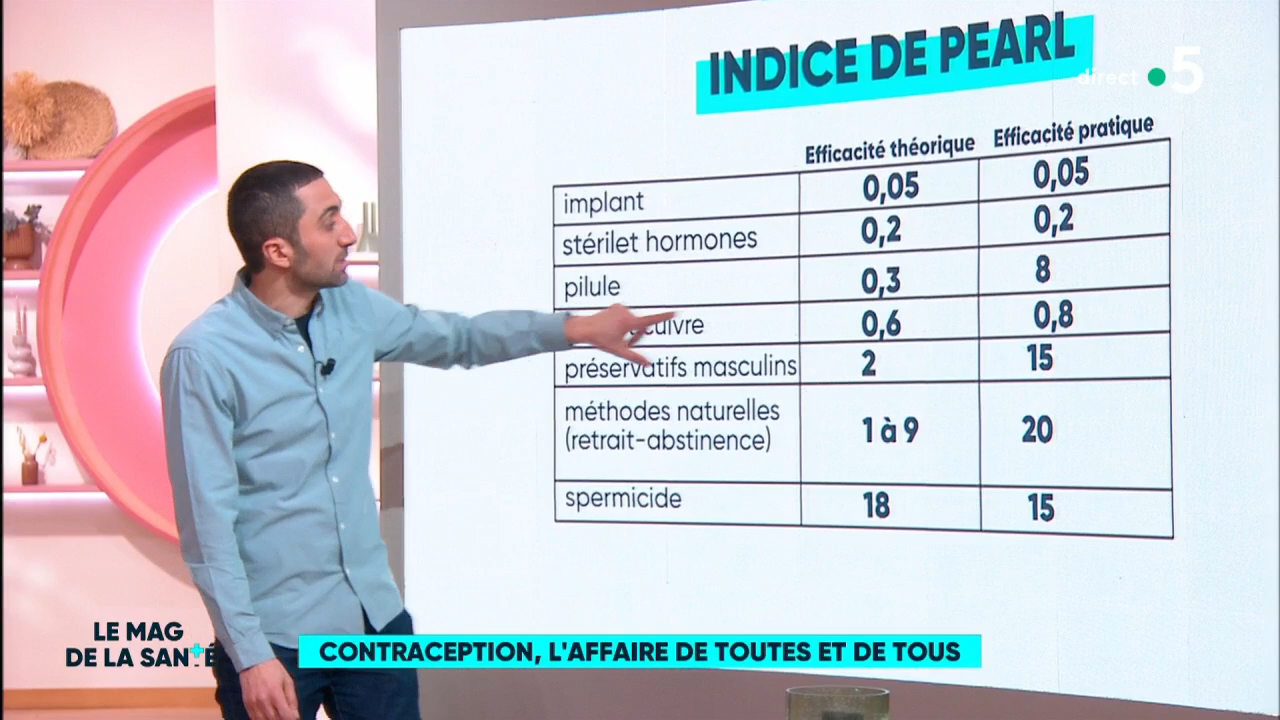 INDICE DE PEARL
direct 5
Efficacité théorique Efficacité pratique
implant 0,05 0,05
stérilet hormones 0,2 0,2
pilule 0,3 8
cuivre 0,6 0,8
préservatifs masculins 2 15
méthodes naturelles
(retrait-abstinence) 1 à 9 20
spermicide 18 15
LE MAG
DE LA SANTÉ
CONTRACEPTION, L'AFFAIRE DE TOUTES ET DE TOUS